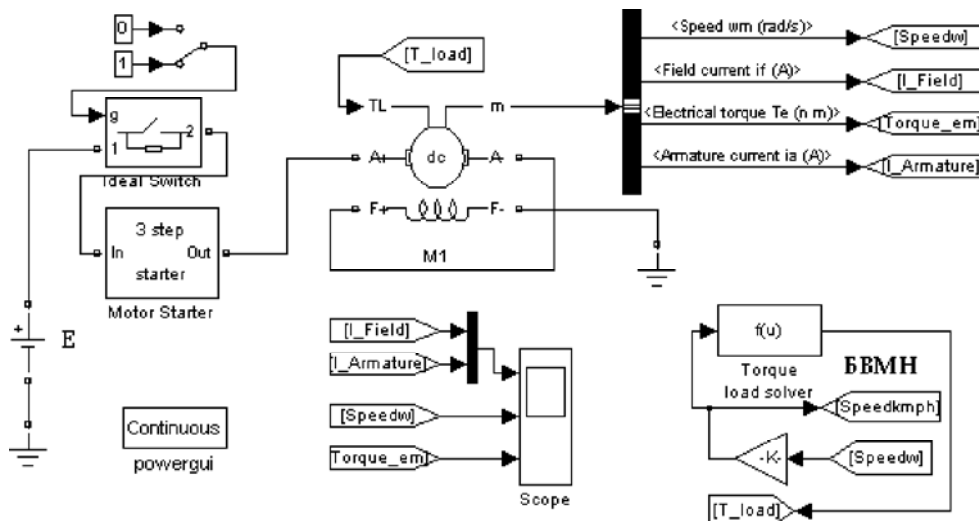 0
1
g
1
2
Ideal Switch
In
3 step
starter
Out
Motor Starter
+
E
Continuous
powergui
[T_load]
TL
m
A+
dc
A-
F+
F-
M1
<Speed wm (rad/s)>
<Field current if (A)>
<Electrical torque Te (n m)>
<Armature current ia (A)>
[Speedw]
[I_Field]
Torque_em]
[I_Armature]
[I_Field]
[I_Armature]
[Speedw]
Torque_em]
Scope
f(u)
Torque
load solver
БВМН
[Speedkmph]
-K-
[Speedw]
[T_load]